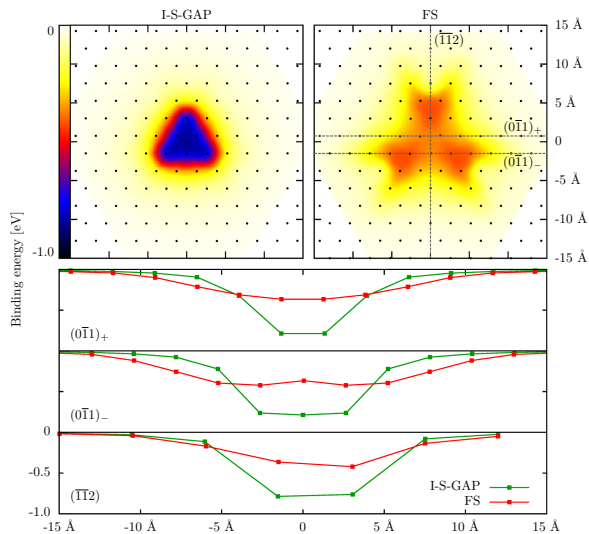 I-S-GAP
FS
0
-1.0
Binding energy [eV]
(1̅1̅2)
(01̅1)₊
(01̅1)₋
15 Å
10 Å
5 Å
0
-5 Å
-10 Å
-15 Å
(01̅1)₊
(01̅1)₋
0
-0.5
-1.0
(1̅1̅2)
I-S-GAP
FS
-15 Å
-10 Å
-5 Å
0
5 Å
10 Å
15 Å